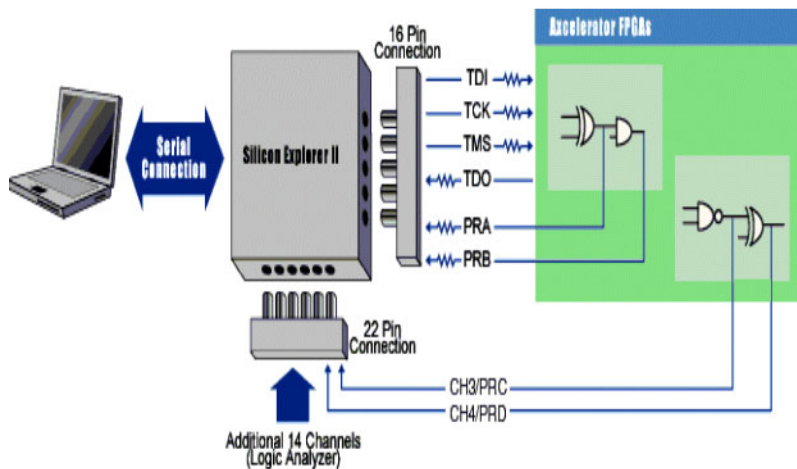 16 Pin
Connection
Axcelerator FPGAs
TDI
TCK
TMS
TDO
PRA
PRB
Serial
Connection
Silicon Explorer II
22 Pin
Connection
CH3/PRC
CH4/PRD
Additional 14 Channels
(Logic Analyzer)